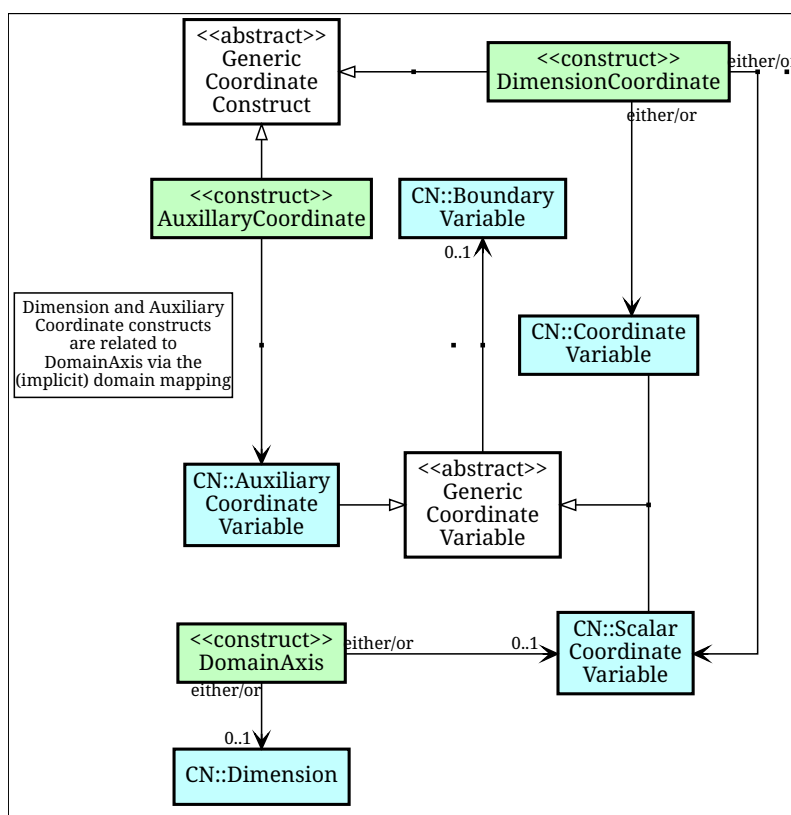 <<abstract>>
Generic
Coordinate
Construct
<<construct>>
DimensionCoordinate
either/or
either/or
<<construct>>
AuxillaryCoordinate
CN::Boundary
Variable
0..1
Dimension and Auxiliary
Coordinate constructs
are related to
DomainAxis via the
(implicit) domain mapping
CN::Coordinate
Variable
CN::Auxiliary
Coordinate
Variable
<<abstract>>
Generic
Coordinate
Variable
<<construct>>
DomainAxis
either/or
0..1
CN::Scalar
Coordinate
Variable
either/or
0..1
CN::Dimension